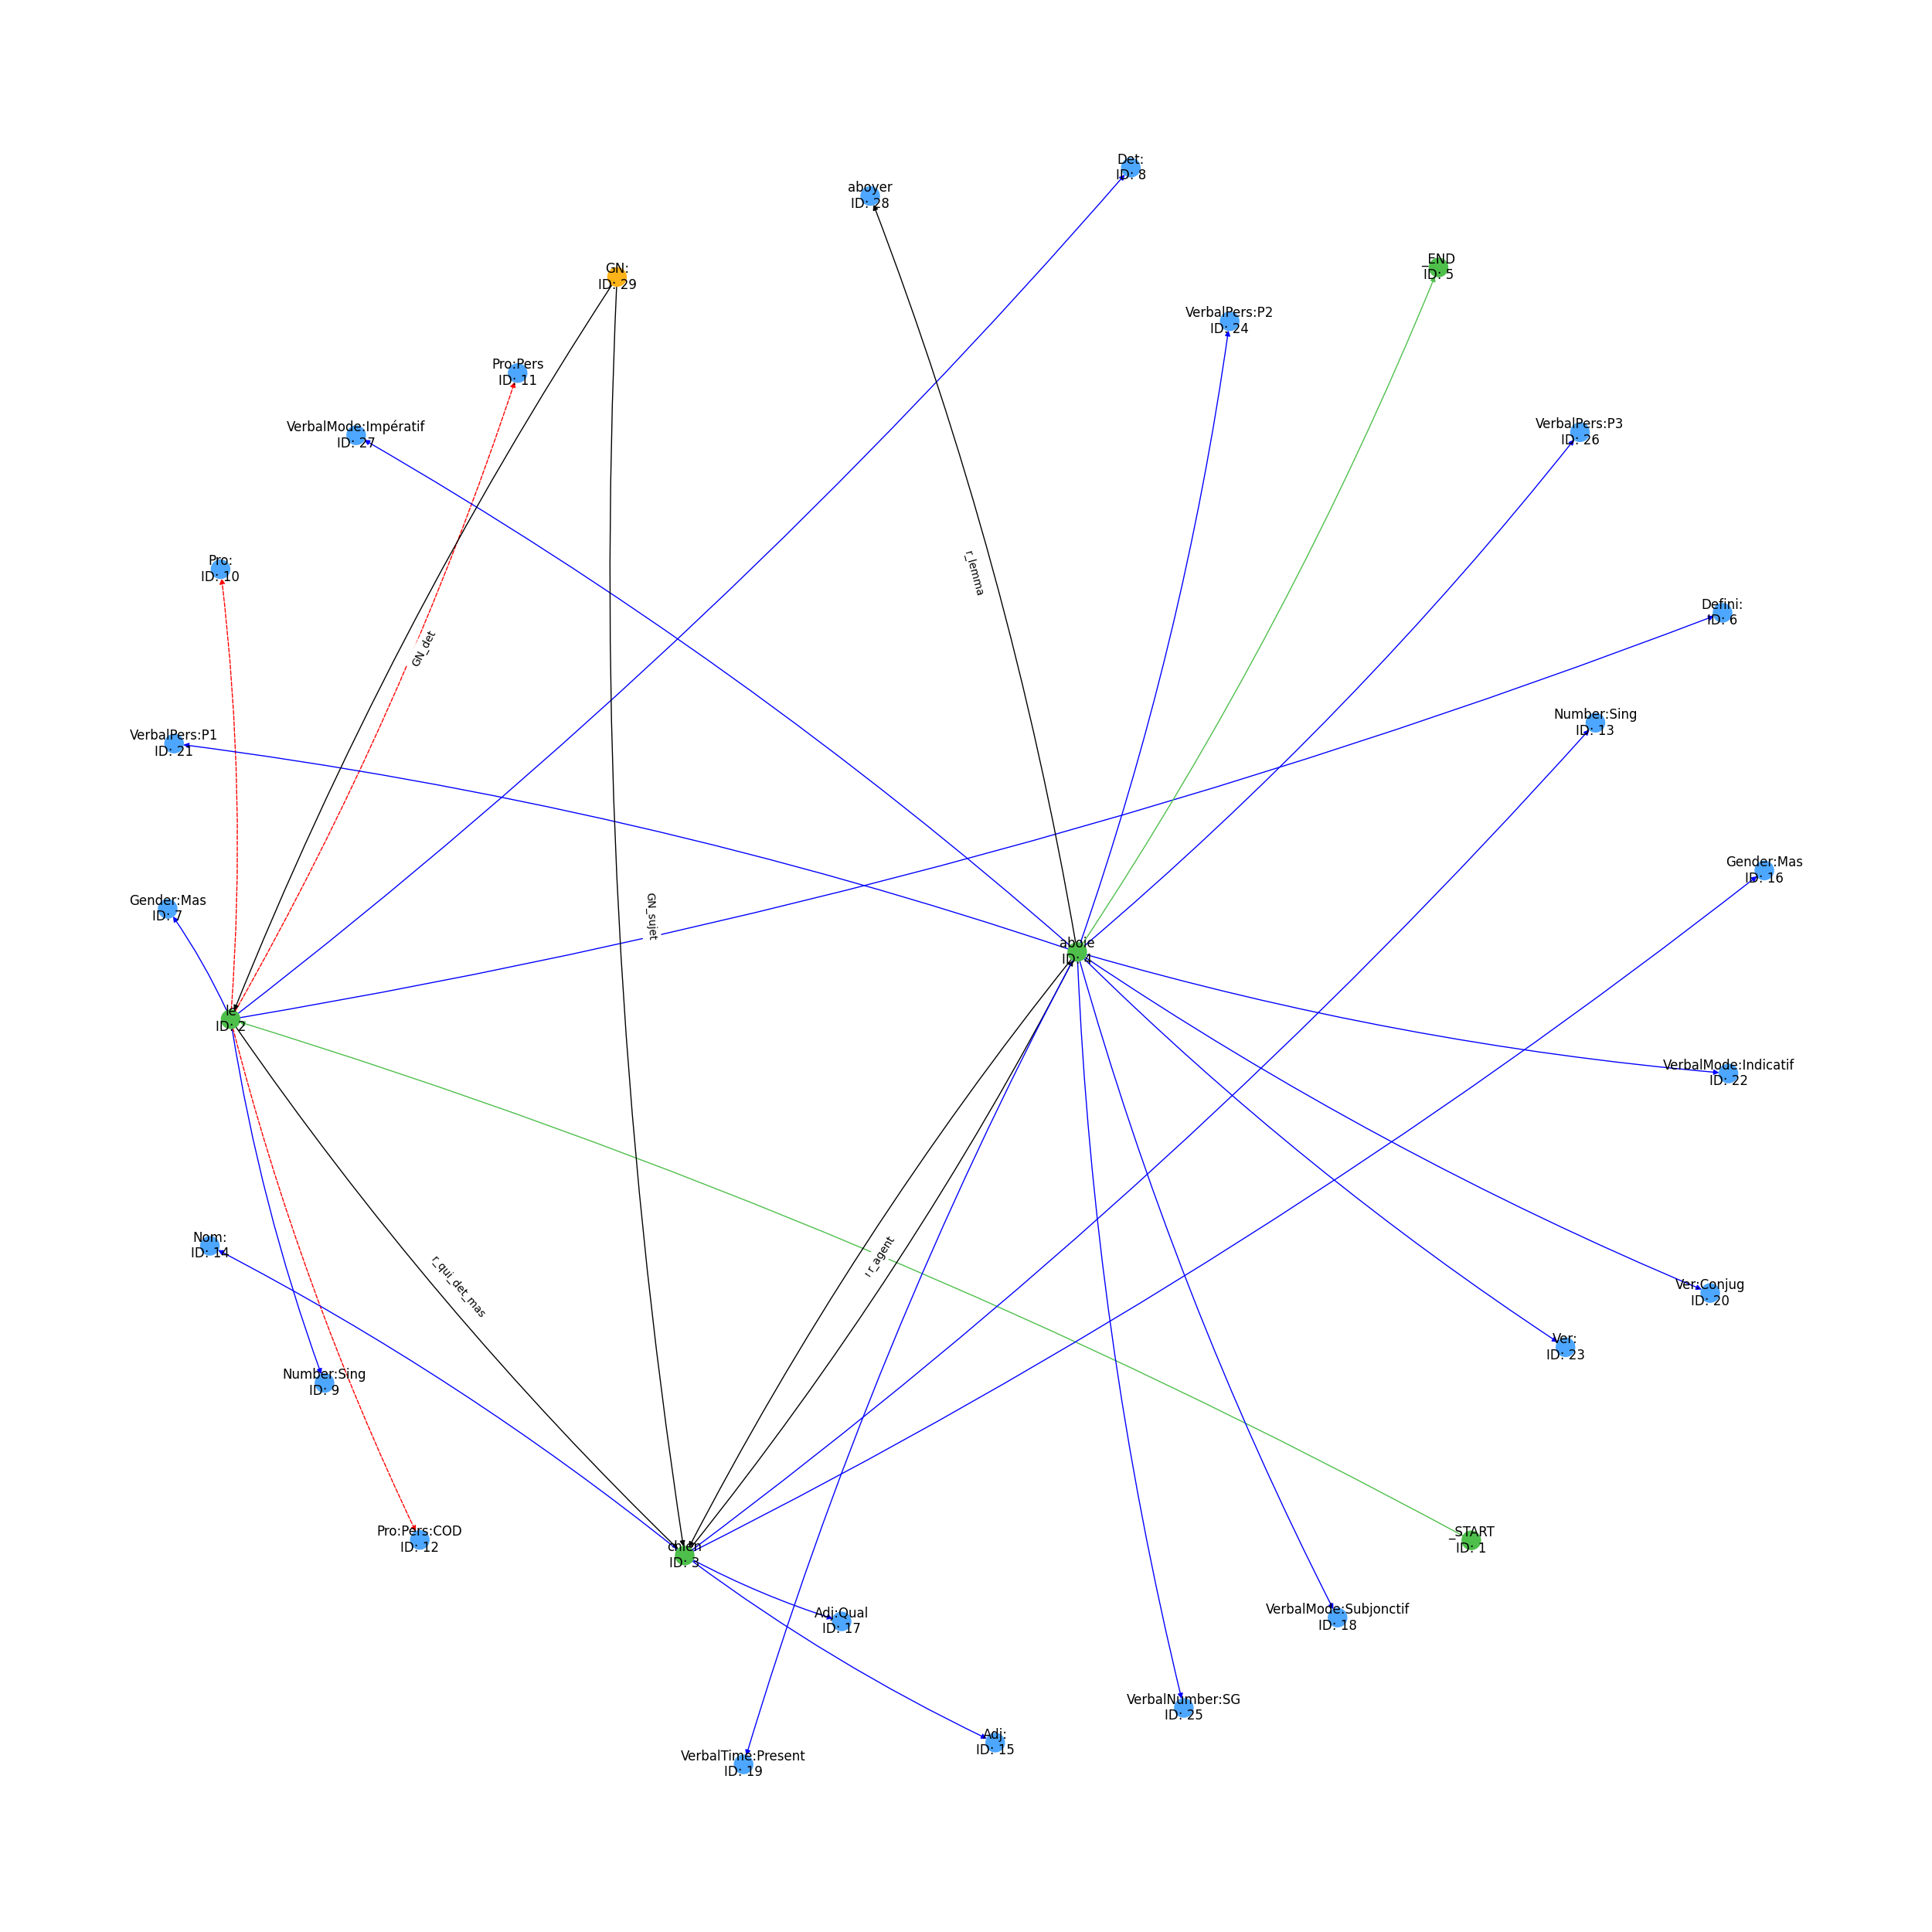 Det:
ID: 8
aboyer
ID: 28
_END
ID: 5
GN:
ID: 29
VerbalPers:P2
ID: 24
Pro:Pers
ID: 11
VerbalMode:Impératif
ID: 27
VerbalPers:P3
ID: 26
r_lemma
Pro:
ID: 10
Defini:
ID: 6
GN_det
Number:Sing
ID: 13
VerbalPers:P1
ID: 21
Gender:Mas
ID: 16
Gender:Mas
ID: 7
GN_sujet
aboie
ID: 4
le
ID: 2
VerbalMode:Indicatif
ID: 22
Nom:
ID: 14
r_agent
r_qui_det_mas
Ver:Conjug
ID: 20
Ver:
ID: 23
Number:Sing
ID: 9
Pro:Pers:COD
ID: 12
_START
ID: 1
chien
ID: 3
Adj:Qual
ID: 17
VerbalMode:Subjonctif
ID: 18
VerbalNumber:SG
ID: 25
Adj:
ID: 15
VerbalTime:Present
ID: 19